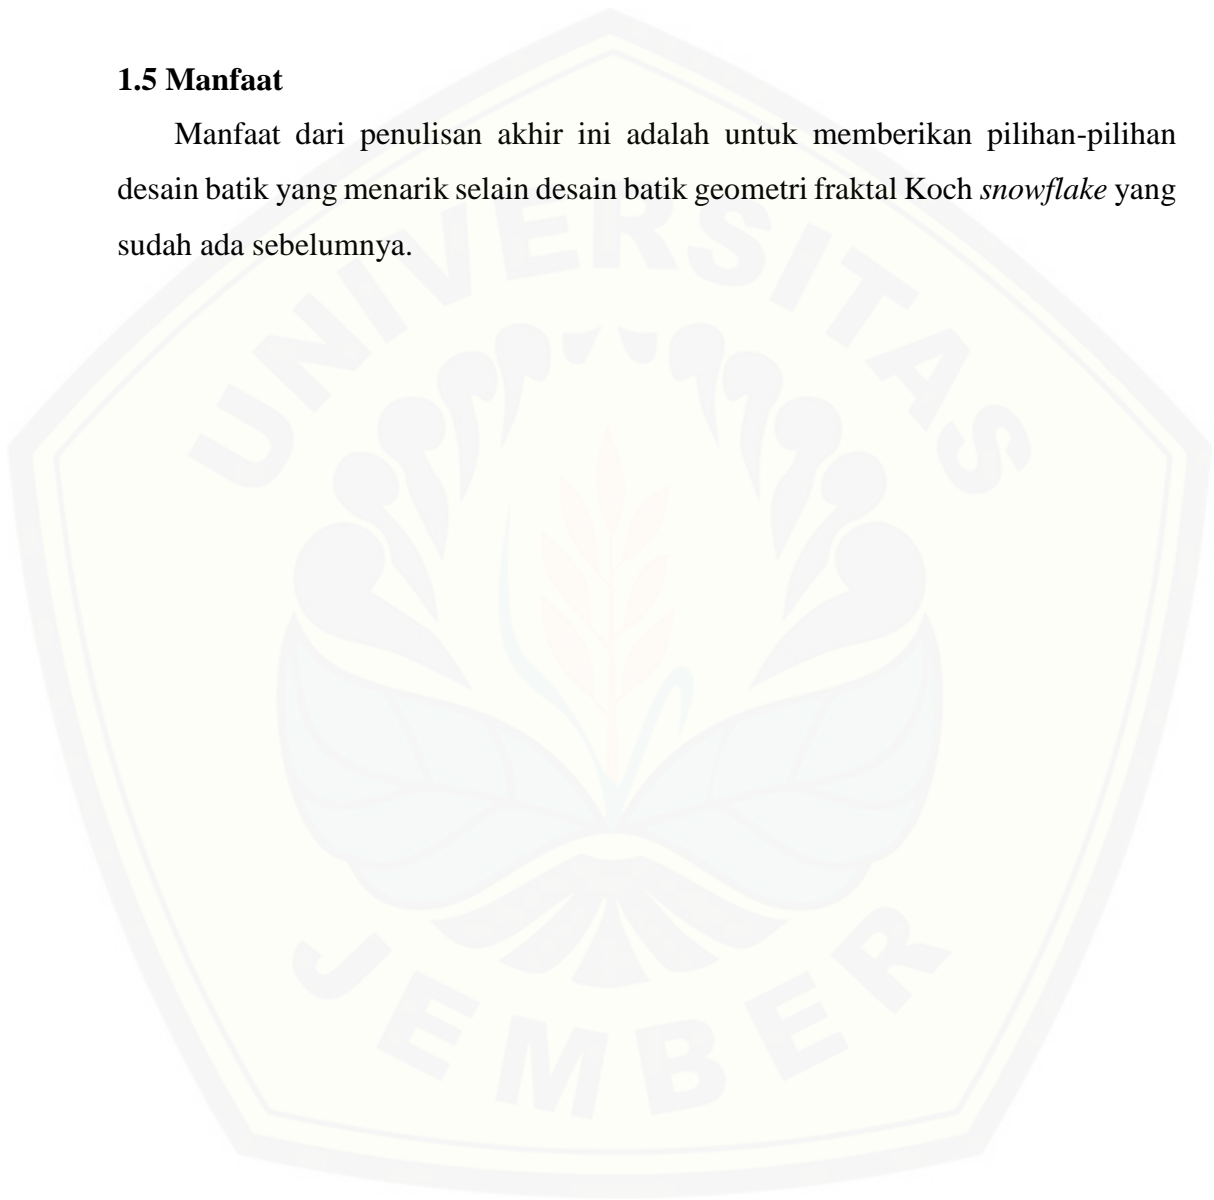 1.5 Manfaat
Manfaat dari penulisan akhir ini adalah untuk memberikan pilihan-pilihan
desain batik yang menarik selain desain batik geometri fraktal Koch snowflake yang
sudah ada sebelumnya.
UNIVERSITAS
JEMBER